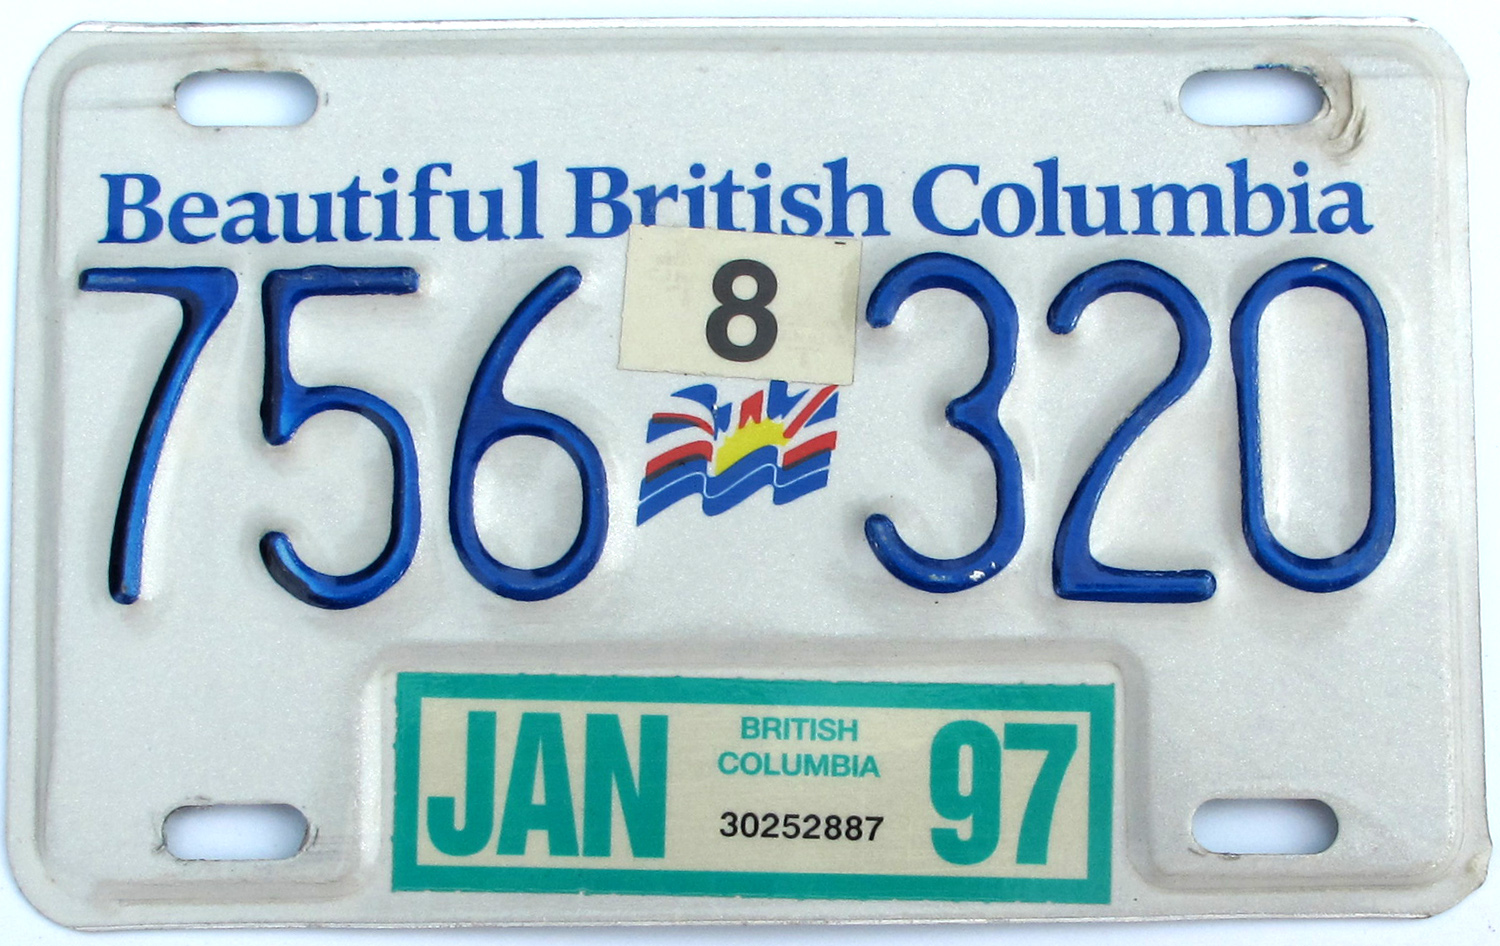 Beautiful British Columbia
8
756 320
JAN BRITISH COLUMBIA 97
30252887